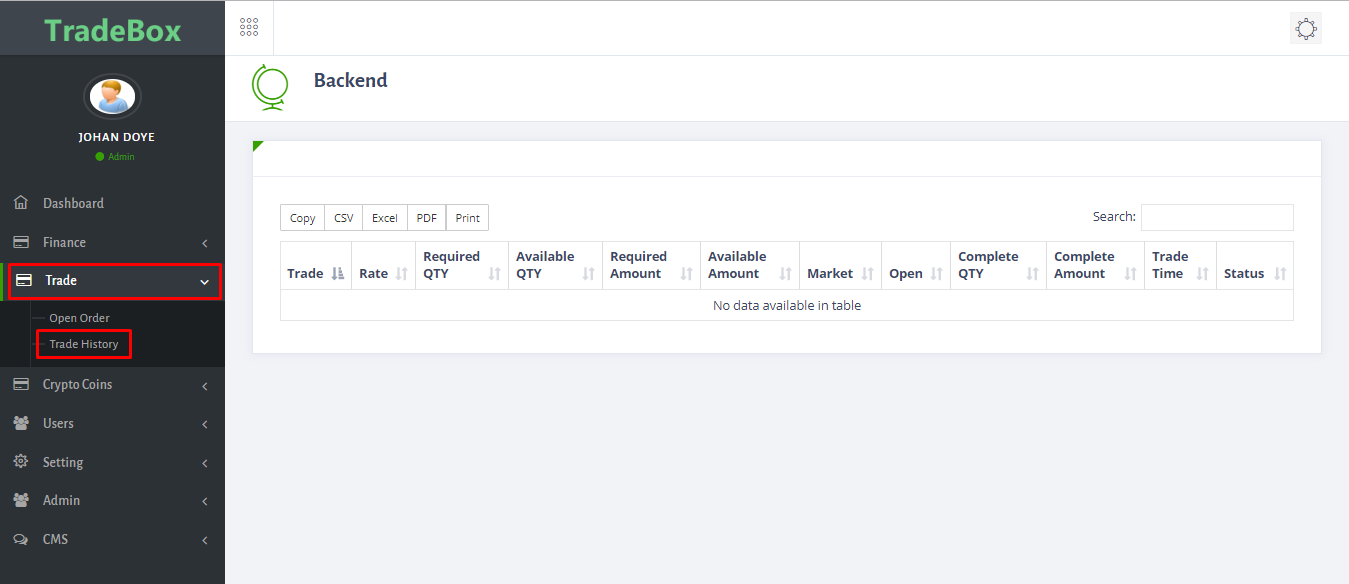 TradeBox
JOHAN DOYE
Admin
Dashboard
Finance
Trade
Open Order
Trade History
Crypto Coins
Users
Setting
Admin
CMS
Backend
Copy CSV Excel PDF Print
Search:
Trade Rate Required QTY Available QTY Required Amount Available Amount Market Open Complete QTY Complete Amount Trade Time Status
No data available in table